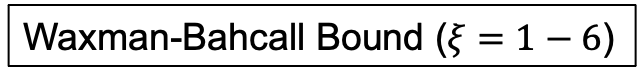 Waxman-Bahcall Bound (𝜉 = 1 − 6)